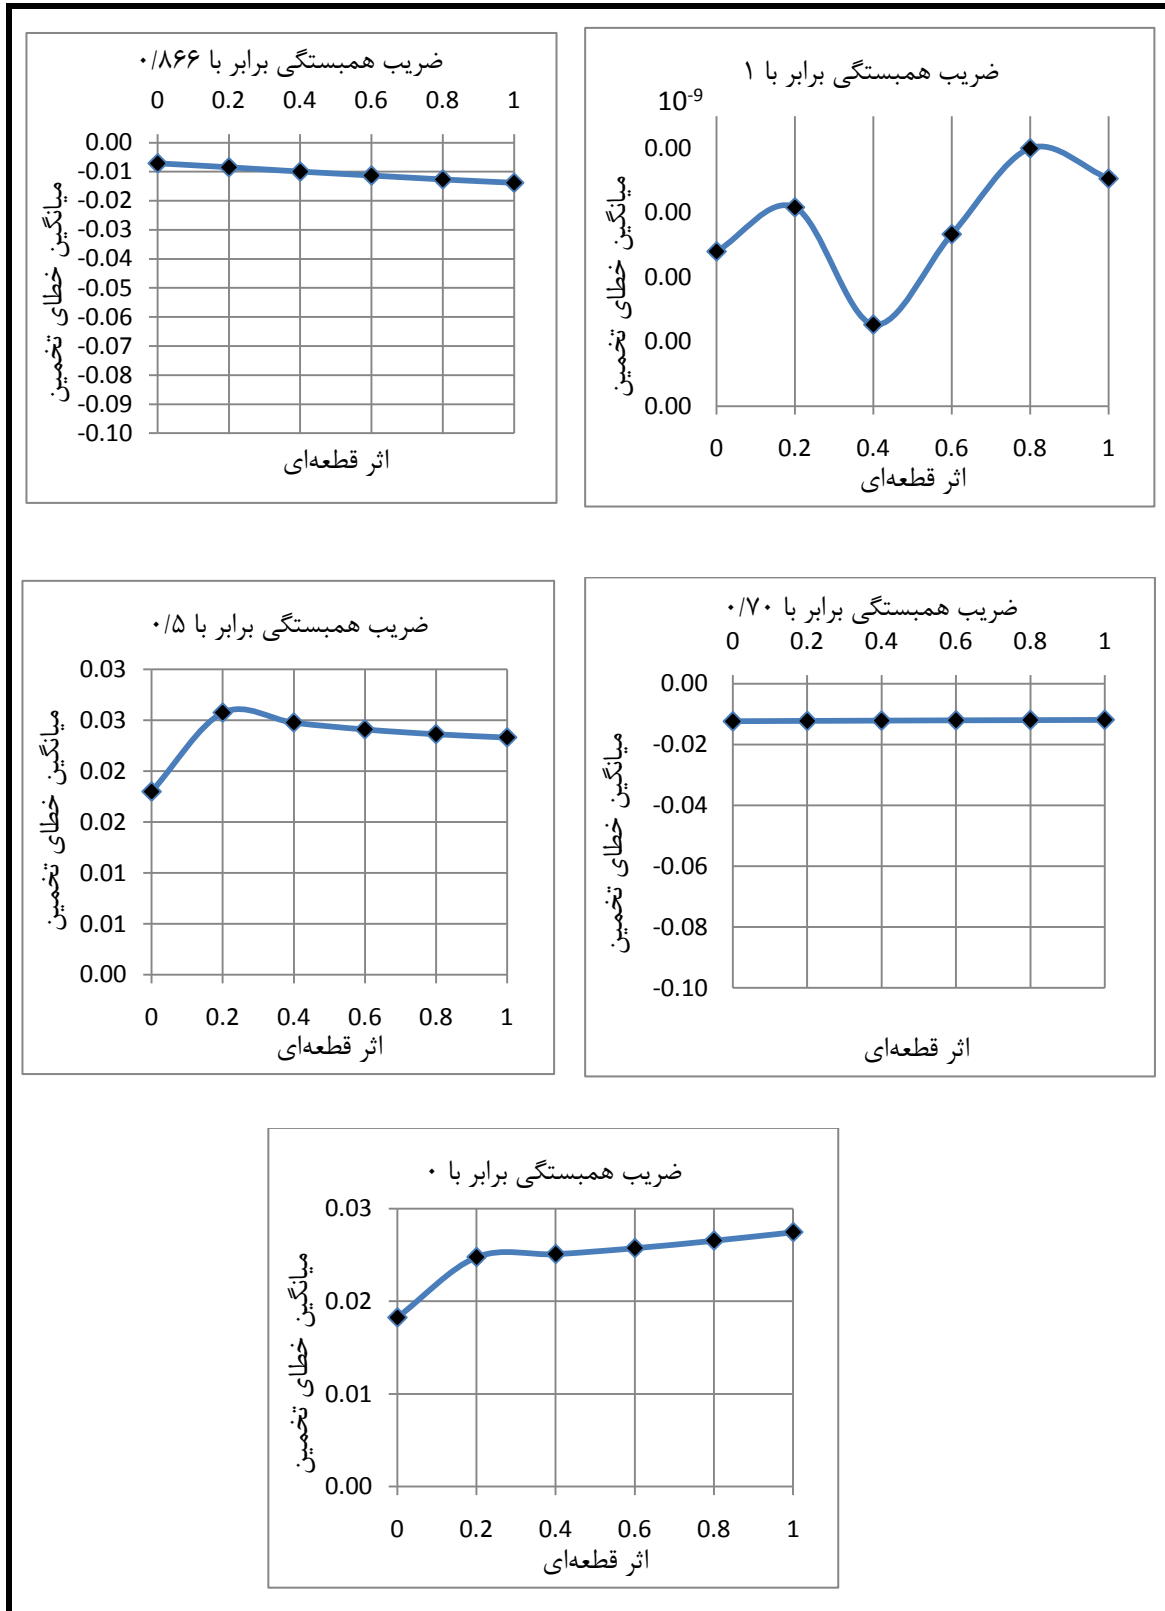 ضریب همبستگی برابر با ۱
10-9
0.00
0.00
0.00
0.00
0.00
0 0.2 0.4 0.6 0.8 1
میانگین خطای تخمین
اثر قطعه‌ای
ضریب همبستگی برابر با ۰/۸۶۶
0 0.2 0.4 0.6 0.8 1
0.00
-0.01
-0.02
-0.03
-0.04
-0.05
-0.06
-0.07
-0.08
-0.09
-0.10
میانگین خطای تخمین
اثر قطعه‌ای
ضریب همبستگی برابر با ۰/۷۰
0 0.2 0.4 0.6 0.8 1
0.00
-0.02
-0.04
-0.06
-0.08
-0.10
میانگین خطای تخمین
اثر قطعه‌ای
ضریب همبستگی برابر با ۰/۵
0.03
0.03
0.02
0.02
0.01
0.01
0.00
0 0.2 0.4 0.6 0.8 1
میانگین خطای تخمین
اثر قطعه‌ای
ضریب همبستگی برابر با ۰
0.03
0.02
0.01
0.00
0 0.2 0.4 0.6 0.8 1
میانگین خطای تخمین
اثر قطعه‌ای